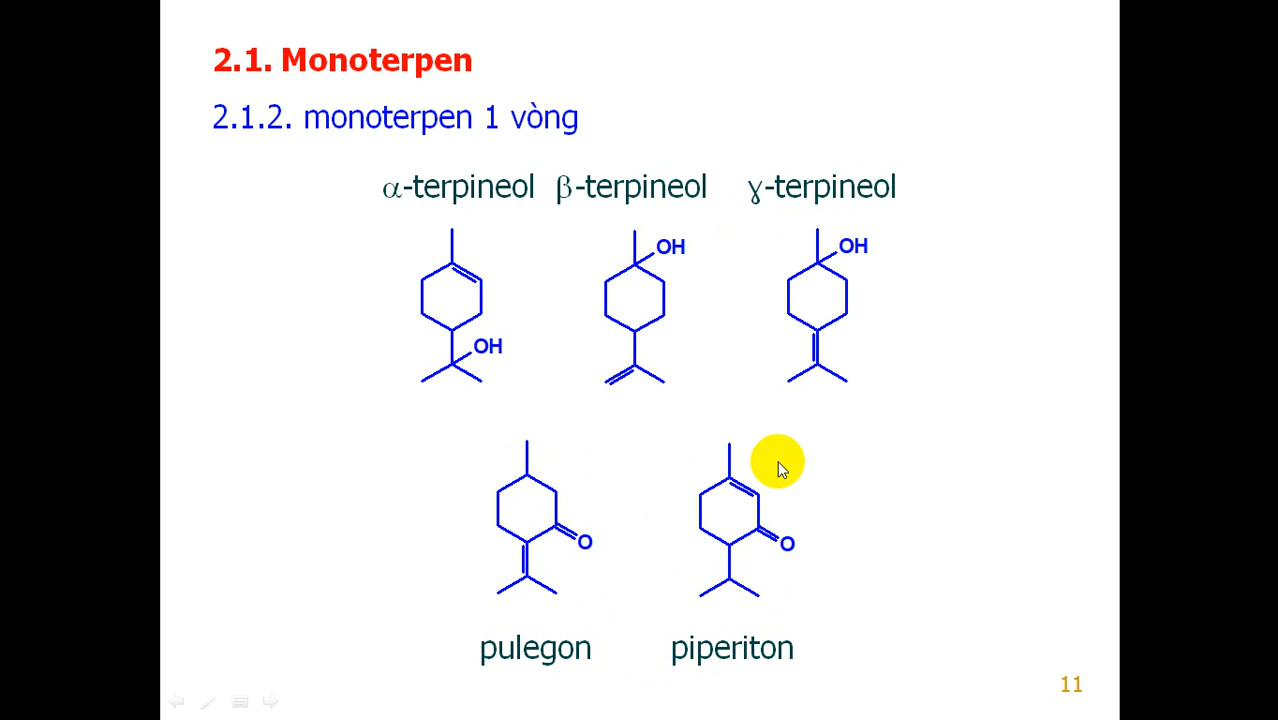 2.1. Monoterpen
2.1.2. monoterpen 1 vòng
α-terpineol β-terpineol ɣ-terpineol
OH OH
OH
O O
pulegon piperiton
11